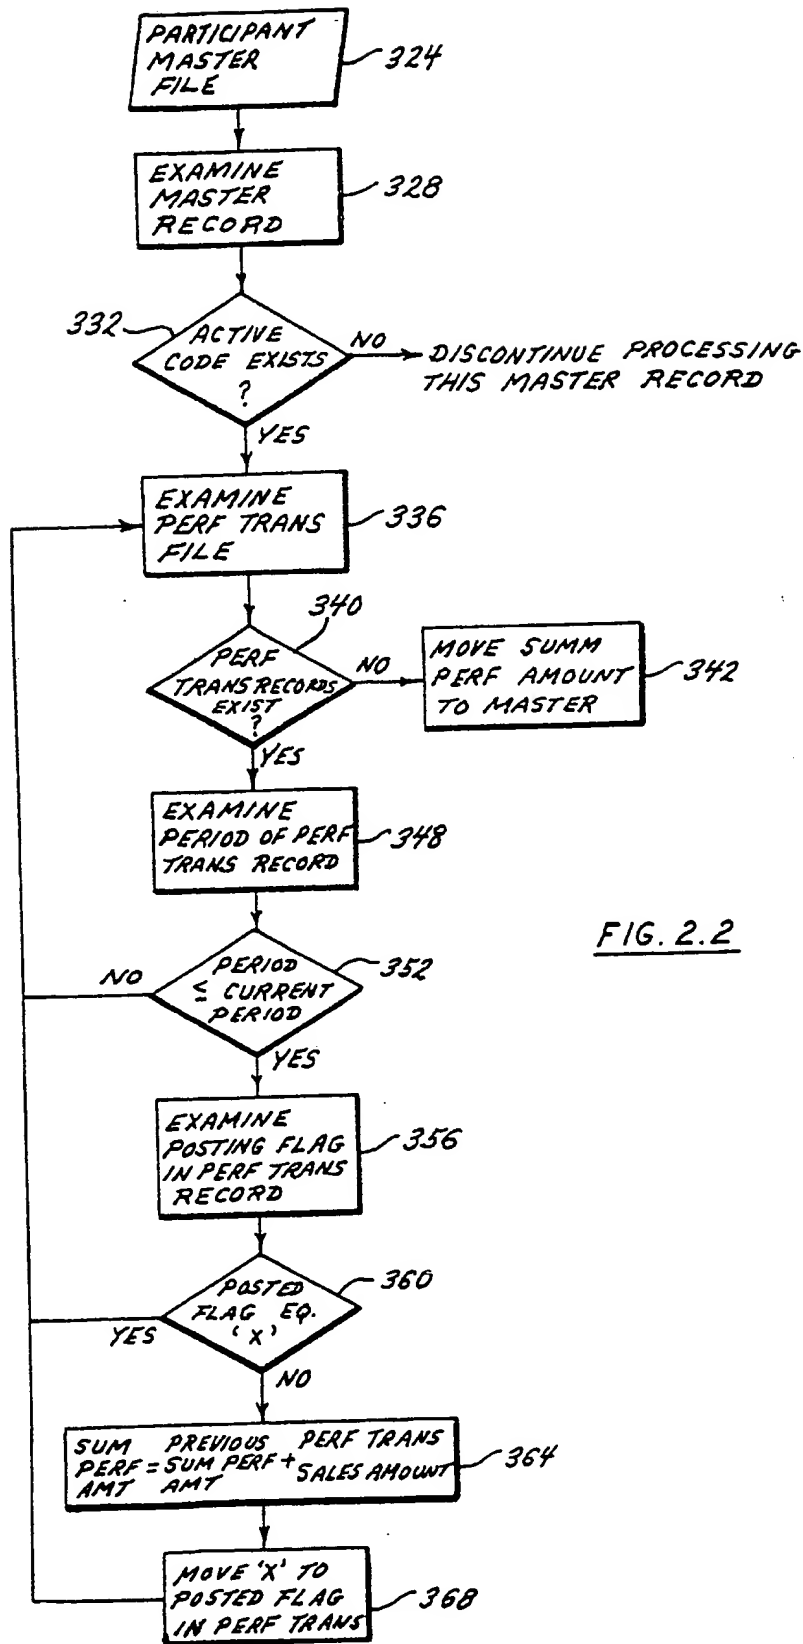 PARTICIPANT
MASTER
FILE
324
EXAMINE
MASTER
RECORD
328
332
ACTIVE
CODE EXISTS
?
NO
DISCONTINUE PROCESSING
THIS MASTER RECORD
YES
EXAMINE
PERF TRANS
FILE
336
340
PERF
TRANS RECORDS
EXIST
?
NO
MOVE SUMM
PERF AMOUNT
TO MASTER
342
YES
EXAMINE
PERIOD OF PERF
TRANS RECORD
348
FIG. 2.2
NO
PERIOD
≤ CURRENT
PERIOD
352
YES
EXAMINE
POSTING FLAG
IN PERF TRANS
RECORD
356
POSTED
FLAG EQ.
'X'
360
YES
NO
SUM PREVIOUS PERF TRANS
PERF = SUM PERF + SALES AMOUNT
AMT AMT
364
MOVE 'X' TO
POSTED FLAG
IN PERF TRANS
368